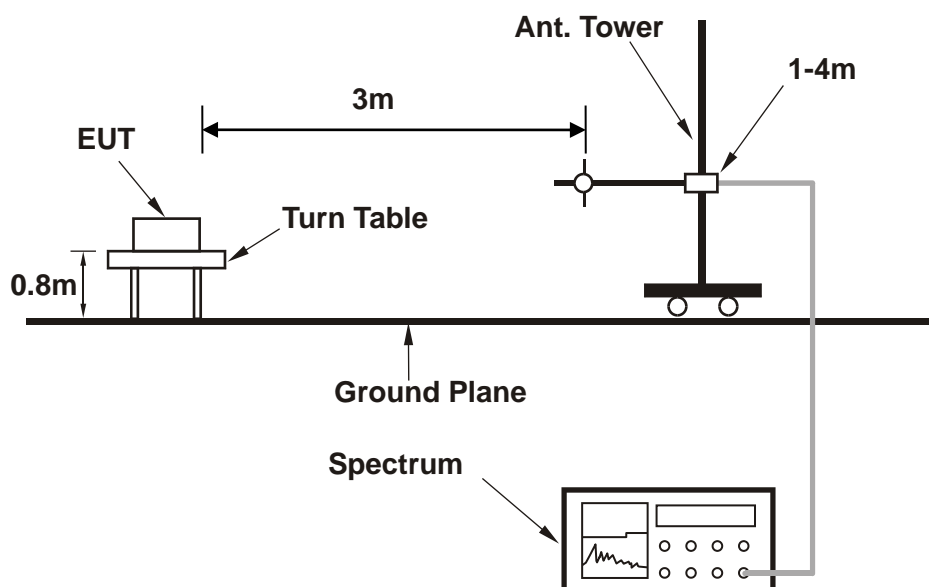 Ant. Tower
1-4m
3m
EUT
Turn Table
0.8m
Ground Plane
Spectrum